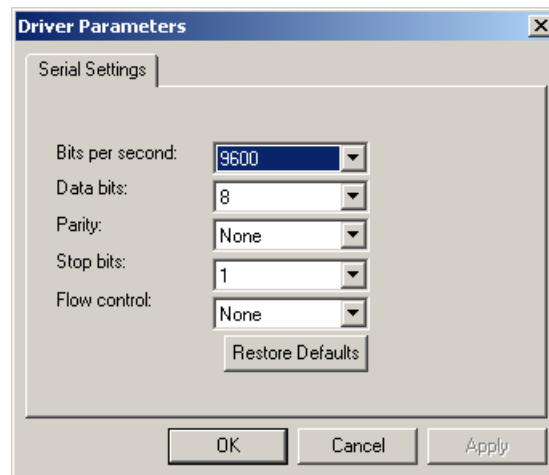 Driver Parameters
Serial Settings
Bits per second: 9600
Data bits: 8
Parity: None
Stop bits: 1
Flow control: None
Restore Defaults
OK Cancel Apply